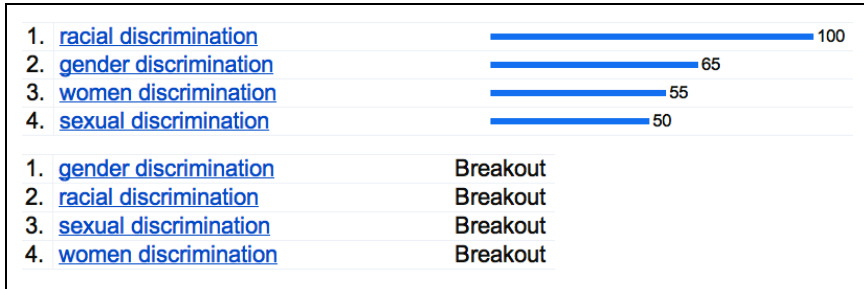 1. racial discrimination 100
2. gender discrimination 65
3. women discrimination 55
4. sexual discrimination 50
1. gender discrimination Breakout
2. racial discrimination Breakout
3. sexual discrimination Breakout
4. women discrimination Breakout